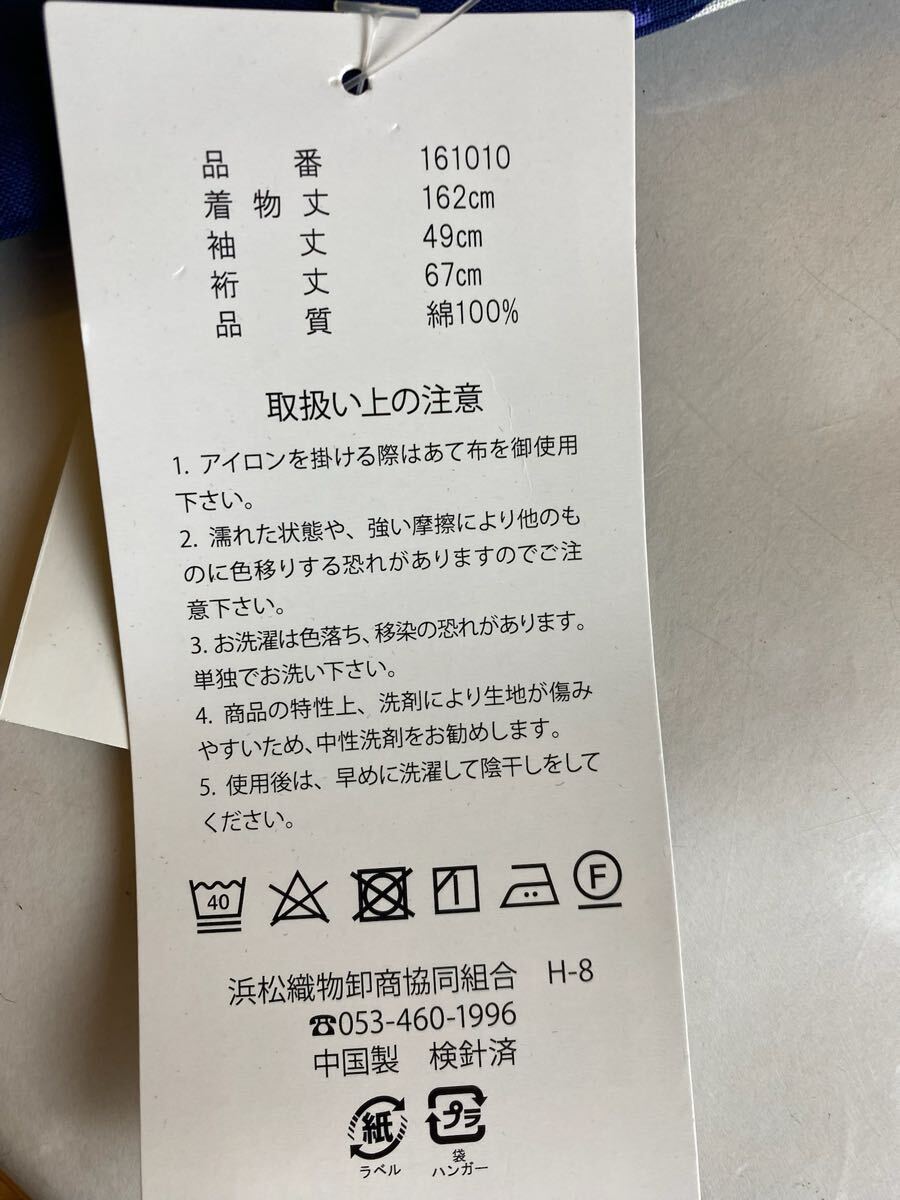 品番 161010
着物丈 162cm
袖丈 49cm
裄丈 67cm
品質 綿100%
取扱い上の注意
1. アイロンを掛ける際はあて布を御使用
下さい。
2. 濡れた状態や、強い摩擦により他のも
のに色移りする恐れがありますのでご注
意下さい。
3. お洗濯は色落ち、移染の恐れがあります。
単独でお洗い下さい。
4. 商品の特性上、洗剤により生地が傷み
やすいため、中性洗剤をお勧めします。
5. 使用後は、早めに洗濯して陰干しをして
ください。
40 F
浜松織物卸商協同組合 H-8
☎053-460-1996
中国製 検針済
紙 プラ
ラベル 袋
ハンガー